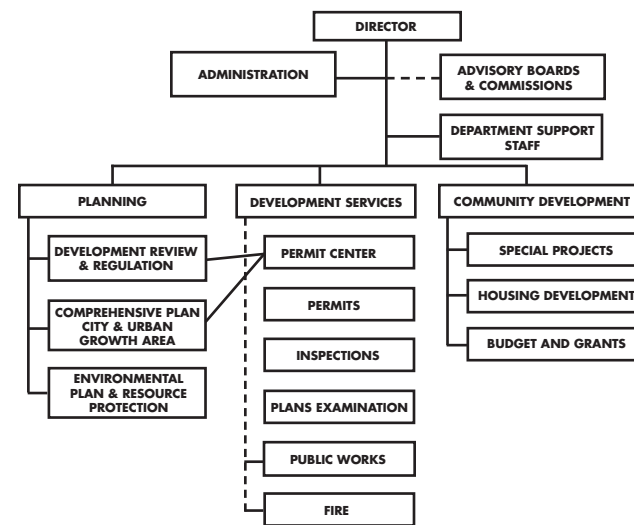 DIRECTOR
ADMINISTRATION
ADVISORY BOARDS
& COMMISSIONS
DEPARTMENT SUPPORT
STAFF
PLANNING
DEVELOPMENT SERVICES
COMMUNITY DEVELOPMENT
DEVELOPMENT REVIEW
& REGULATION
COMPREHENSIVE PLAN
CITY & URBAN
GROWTH AREA
ENVIRONMENTAL
PLAN & RESOURCE
PROTECTION
PERMIT CENTER
PERMITS
INSPECTIONS
PLANS EXAMINATION
PUBLIC WORKS
FIRE
SPECIAL PROJECTS
HOUSING DEVELOPMENT
BUDGET AND GRANTS